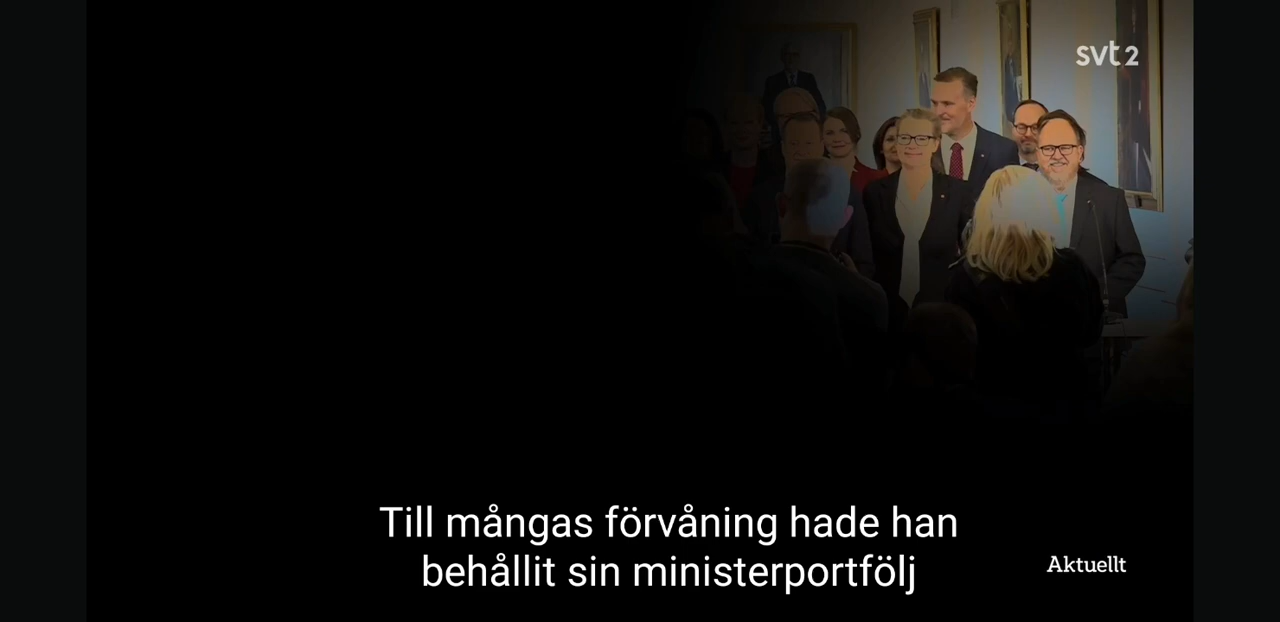 svt2
Till mångas förvåning hade han
behållit sin ministerportfölj
Aktuellt